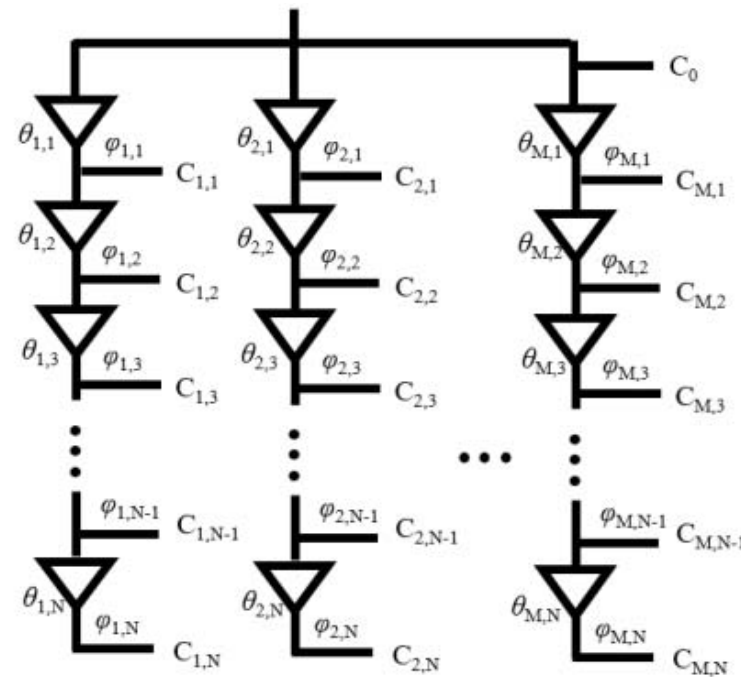 C0
θ1,1 φ1,1 C1,1 θ2,1 φ2,1 C2,1 θM,1 φM,1 CM,1
θ1,2 φ1,2 C1,2 θ2,2 φ2,2 C2,2 θM,2 φM,2 CM,2
θ1,3 φ1,3 C1,3 θ2,3 φ2,3 C2,3 θM,3 φM,3 CM,3
φ1,N-1 C1,N-1 φ2,N-1 C2,N-1 φM,N-1 CM,N-1
θ1,N φ1,N C1,N θ2,N φ2,N C2,N θM,N φM,N CM,N